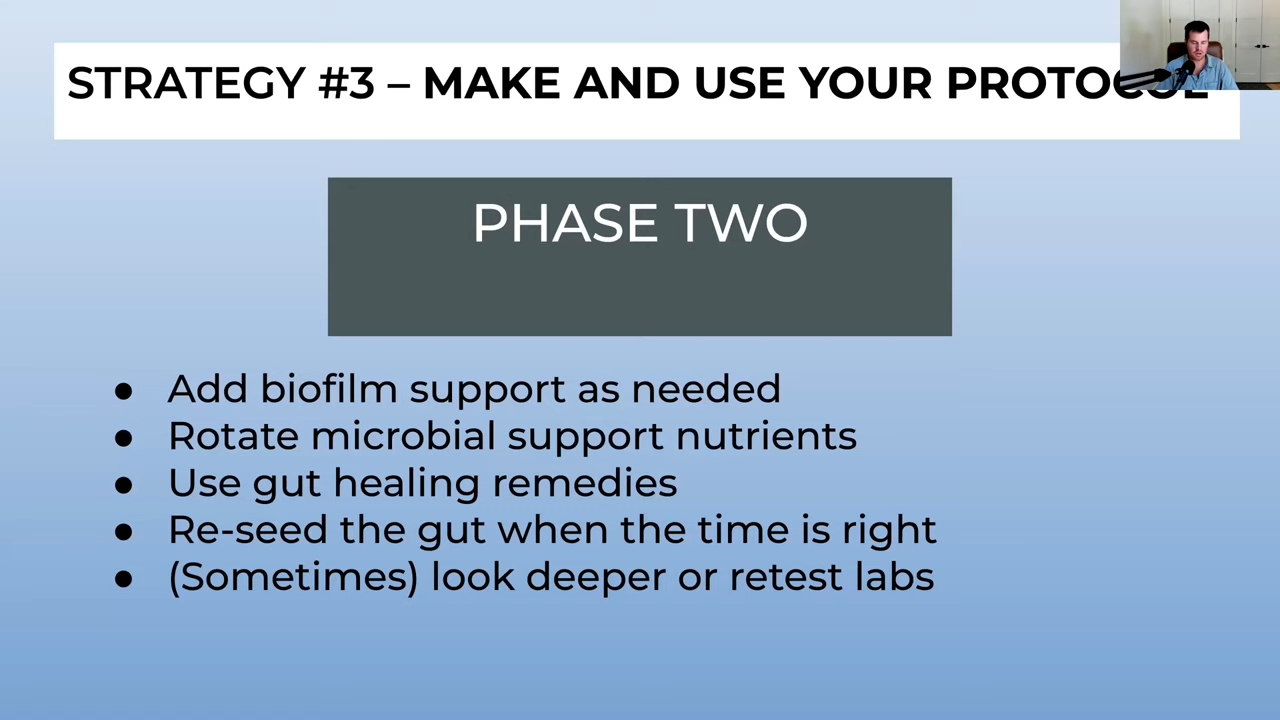 STRATEGY #3 – MAKE AND USE YOUR PROTOCOL
PHASE TWO
● Add biofilm support as needed
● Rotate microbial support nutrients
● Use gut healing remedies
● Re-seed the gut when the time is right
● (Sometimes) look deeper or retest labs